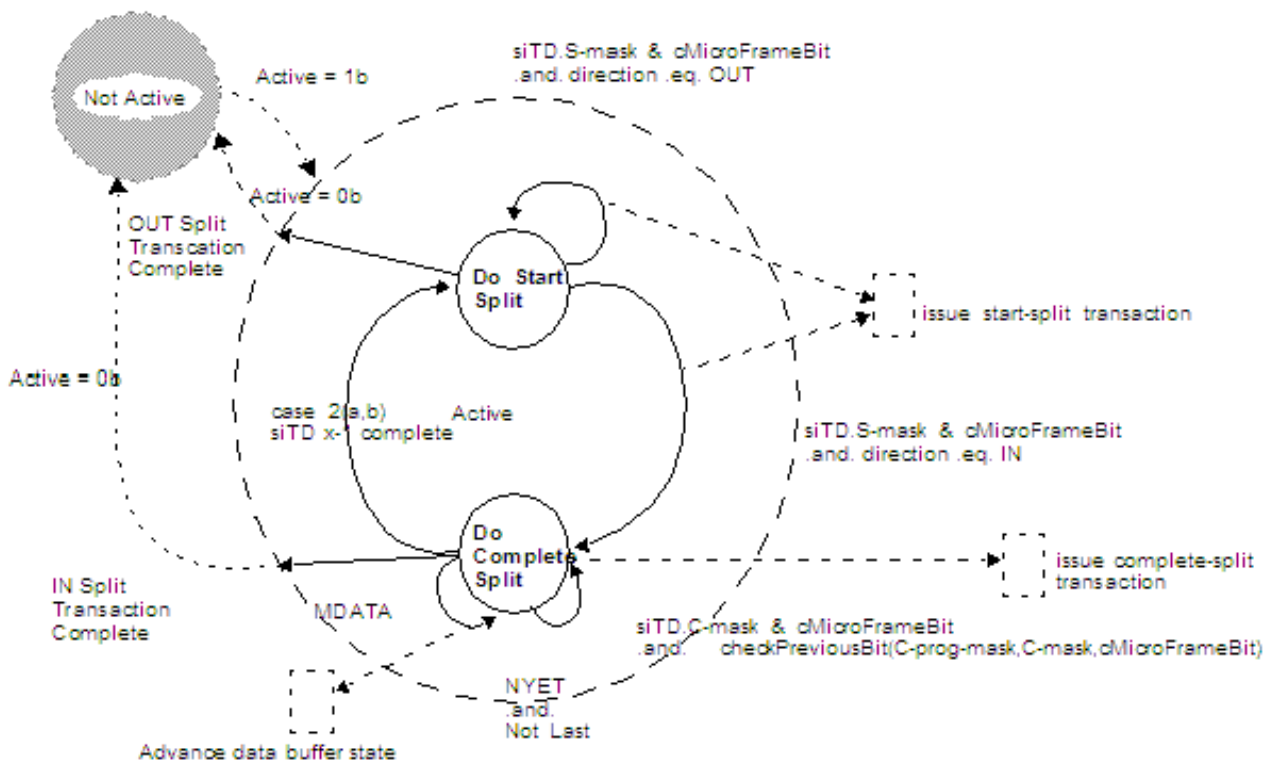 siTD.S-mask & cMicroFrameBit
.and. direction .eq. OUT
Active = 1b
Not Active
Active = 0b
OUT Split
Transcation
Complete
Do Start
Split
issue start-split transaction
Active = 0b
case 2(a,b)
siTD x-1 complete
Active
siTD.S-mask & cMicroFrameBit
.and. direction .eq. IN
Do
Complete
Split
issue complete-split
transaction
IN Split
Transaction
Complete
MDATA
siTD.C-mask & cMicroFrameBit
.and. checkPreviousBit(C-prog-mask,C-mask,cMicroFrameBit)
NYET
.and.
Not Last
Advance data buffer state